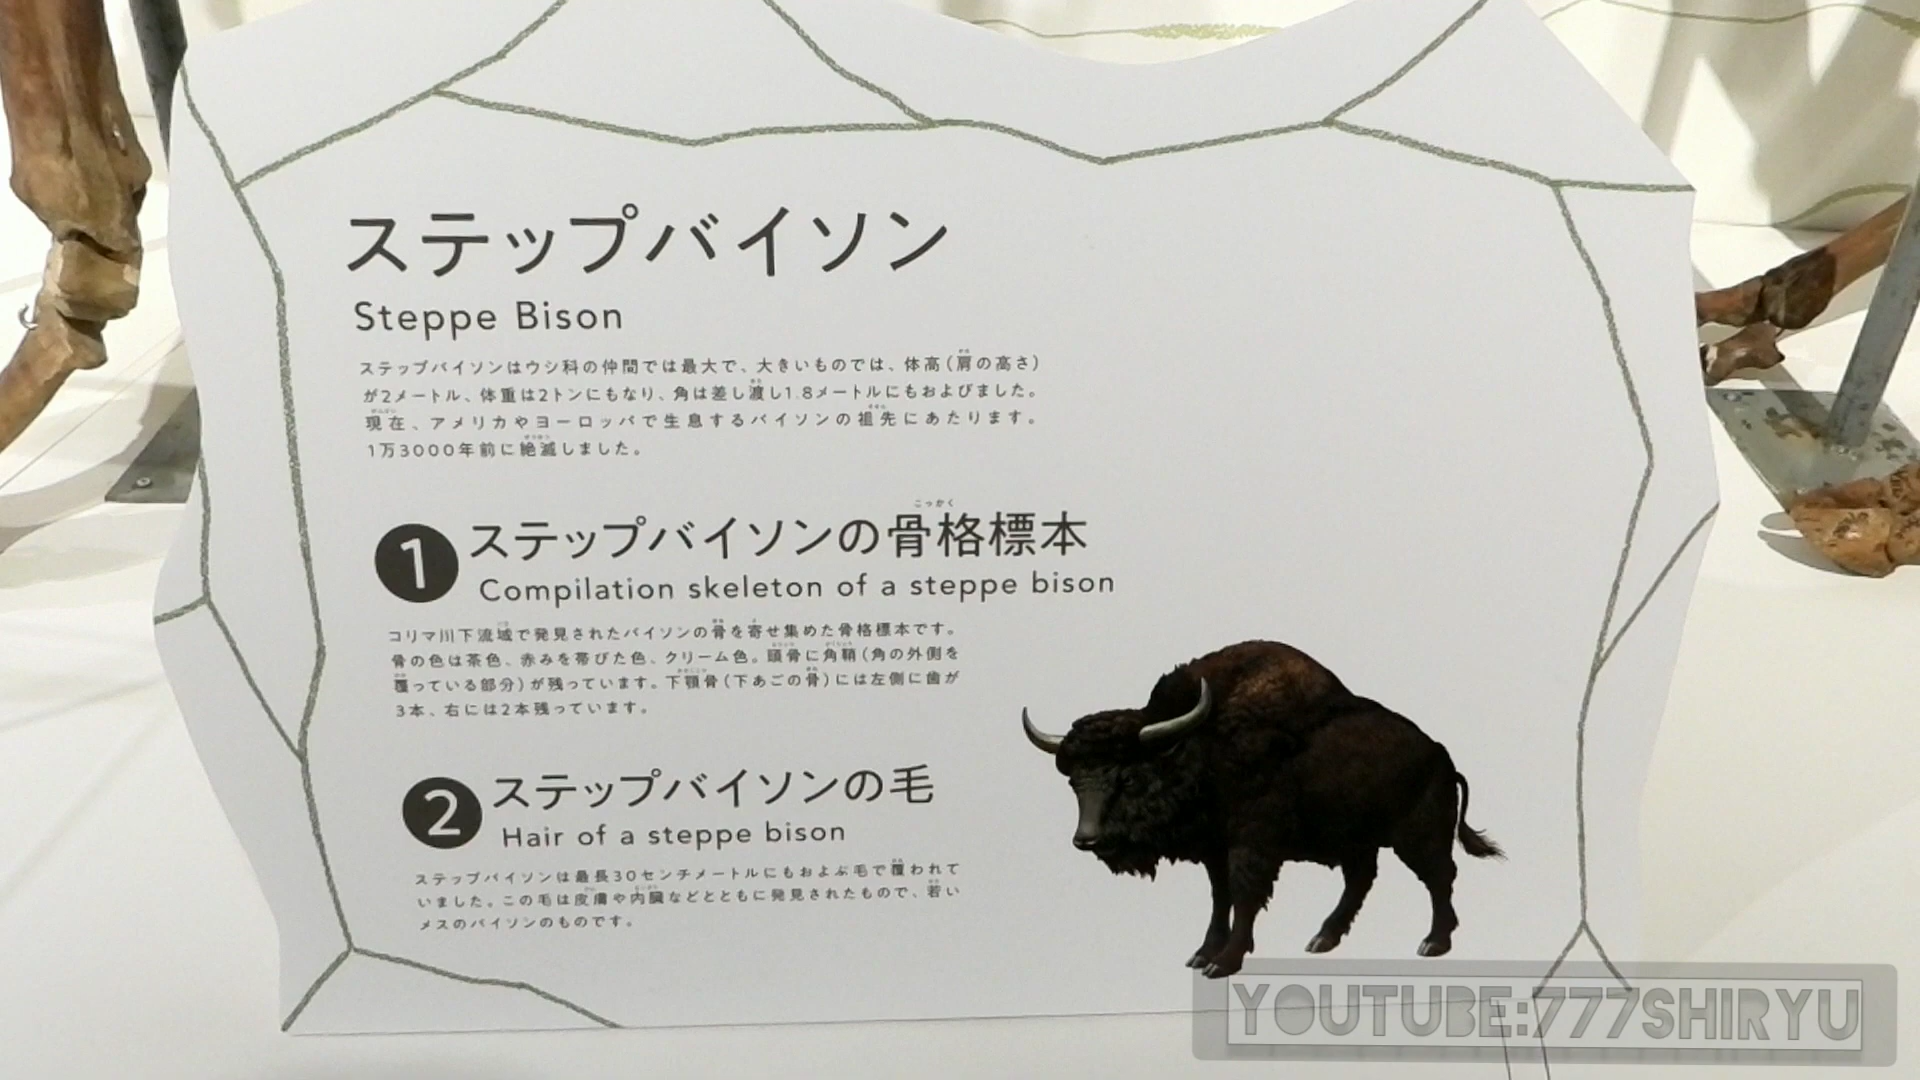 ステップバイソン
Steppe Bison
ステップバイソンはウシ科の仲間では最大で、大きいものでは、体高（肩の高さ）
が2メートル、体重は2トンにもなり、角は差し渡し1.8メートルにもおよびました。
現在、アメリカやヨーロッパで生息するバイソンの祖先にあたります。
1万3000年前に絶滅しました。
1 ステップバイソンの骨格標本
Compilation skeleton of a steppe bison
コリマ川下流域で発見されたバイソンの骨を寄せ集めた骨格標本です。
骨の色は茶色、赤みを帯びた色、クリーム色。頭骨に角鞘（角の外側を
覆っている部分）が残っています。下顎骨（下あごの骨）には左側に歯が
3本、右には2本残っています。
2 ステップバイソンの毛
Hair of a steppe bison
ステップバイソンは最長30センチメートルにもおよぶ毛で覆われて
いました。この毛は皮膚や内臓などとともに発見されたもので、若い
メスのバイソンのものです。
YOUTUBE:777SHIRYU